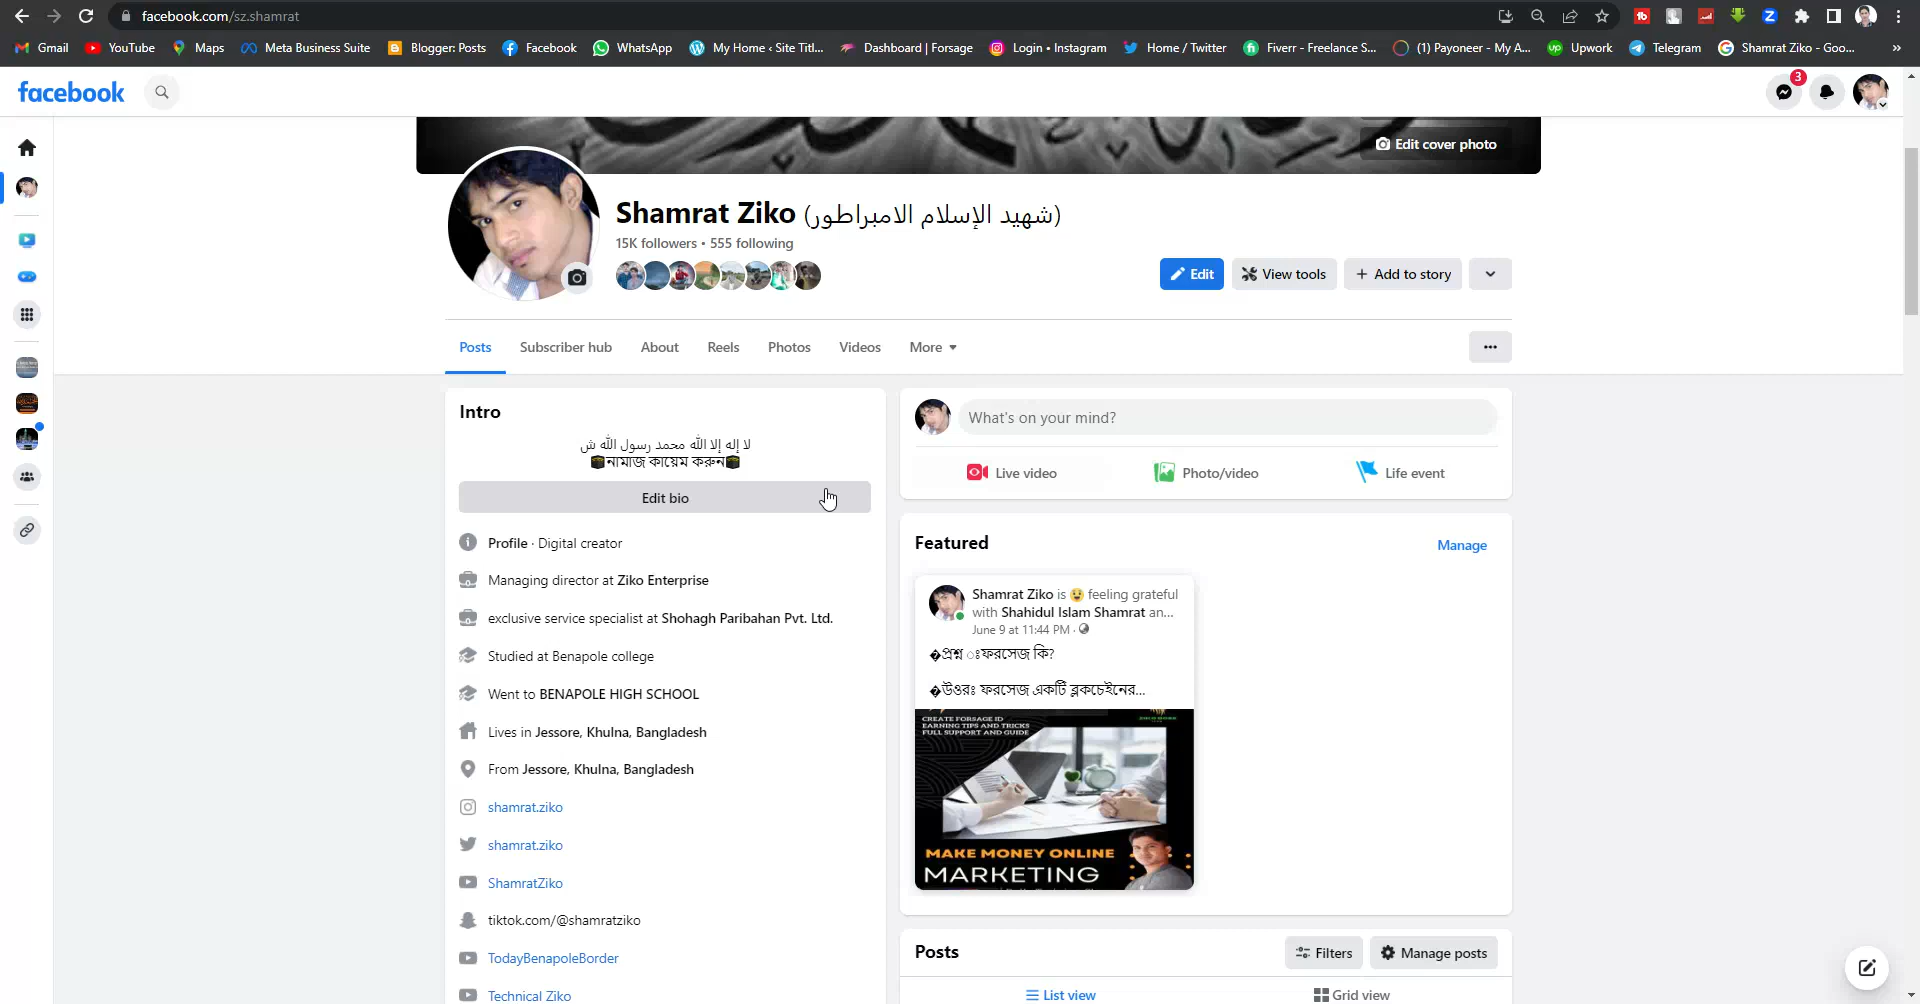 facebook.com/sz.shamrat
Gmail
YouTube
Maps
Meta Business Suite
Blogger: Posts
Facebook
WhatsApp
My Home ‹ Site Titl...
Dashboard | Forsage
Login • Instagram
Home / Twitter
Fiverr - Freelance S...
(1) Payoneer - My A...
Upwork
Telegram
Shamrat Ziko - Goo...
»
facebook
3
Edit cover photo
Shamrat Ziko (شهيد الإسلام الامبراطور)
15K followers • 555 following
Edit
View tools
+ Add to story
Posts
Subscriber hub
About
Reels
Photos
Videos
More
Intro
لا إله إلا الله محمد رسول الله ش
🕋নামাজ কায়েম করুন🕋
Edit bio
Profile · Digital creator
Managing director at Ziko Enterprise
exclusive service specialist at Shohagh Paribahan Pvt. Ltd.
Studied at Benapole college
Went to BENAPOLE HIGH SCHOOL
Lives in Jessore, Khulna, Bangladesh
From Jessore, Khulna, Bangladesh
shamrat.ziko
shamrat.ziko
ShamratZiko
tiktok.com/@shamratziko
TodayBenapoleBorder
Technical Ziko
What's on your mind?
Live video
Photo/video
Life event
Featured
Manage
Shamrat Ziko is 😉 feeling grateful
with Shahidul Islam Shamrat an...
June 9 at 11:44 PM ·
�প্রশ্ন ঃফরসেজ কি?
�উওরঃ ফরসেজ একটি ব্লকচেইনের...
CREATE FORSAGE ID
EARNING TIPS AND TRICKS
FULL SUPPORT AND GUIDE
MAKE MONEY ONLINE
MARKETING
Posts
Filters
Manage posts
List view
Grid view